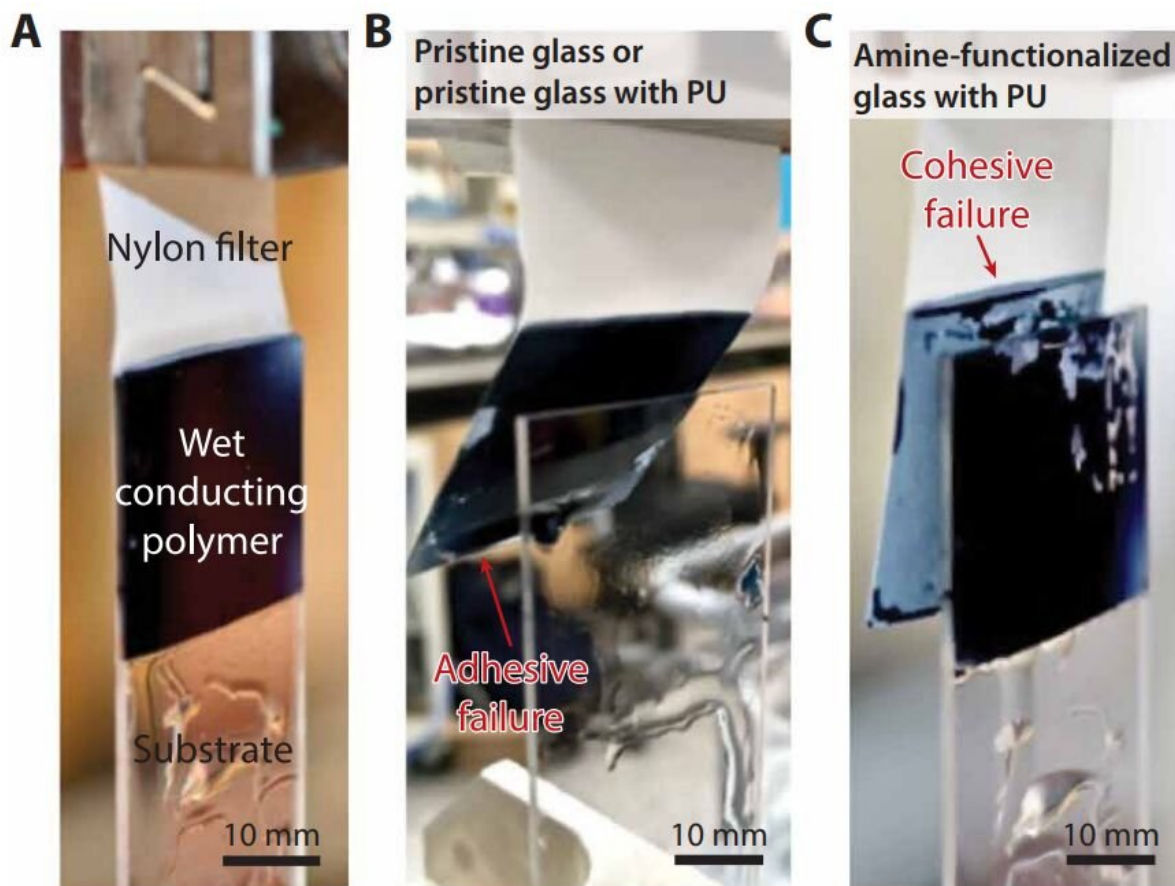 A
Nylon filter
Wet
conducting
polymer
Substrate
10 mm
B
Pristine glass or
pristine glass with PU
Adhesive
failure
10 mm
C
Amine-functionalized
glass with PU
Cohesive
failure
10 mm